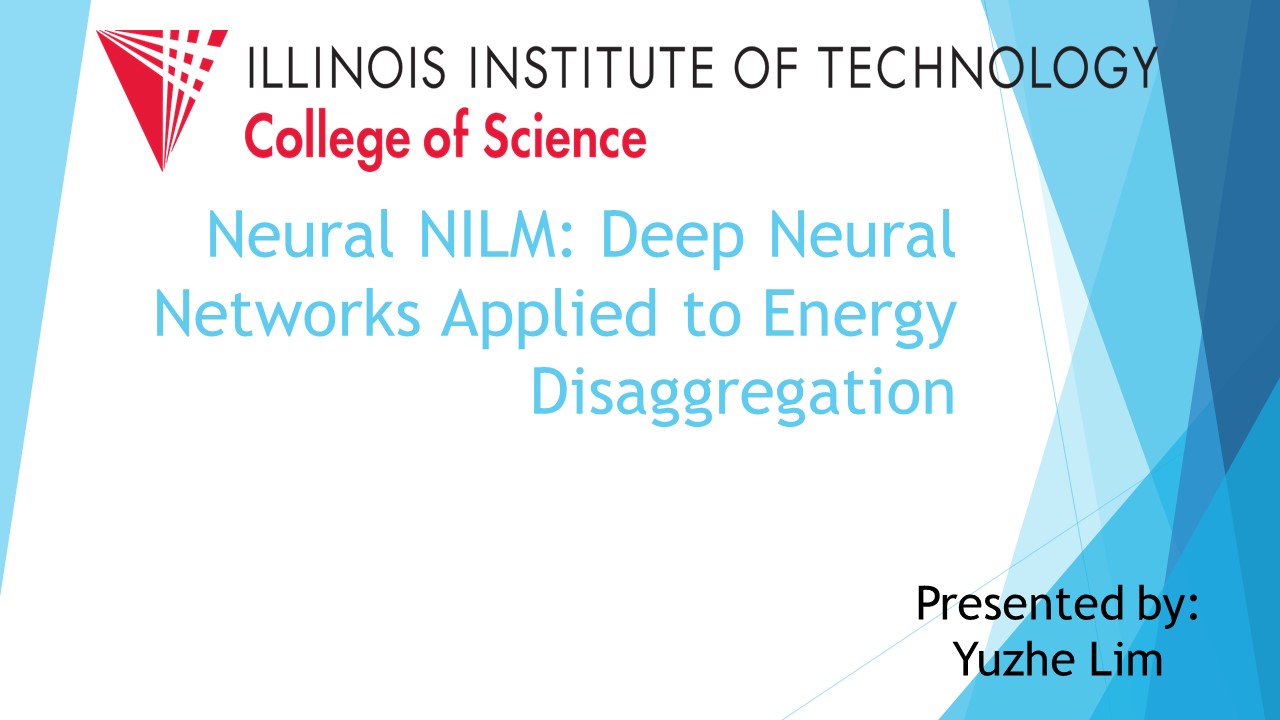 ILLINOIS INSTITUTE OF TECHNOLOGY
College of Science
Neural NILM: Deep Neural
Networks Applied to Energy
Disaggregation
Presented by:
Yuzhe Lim